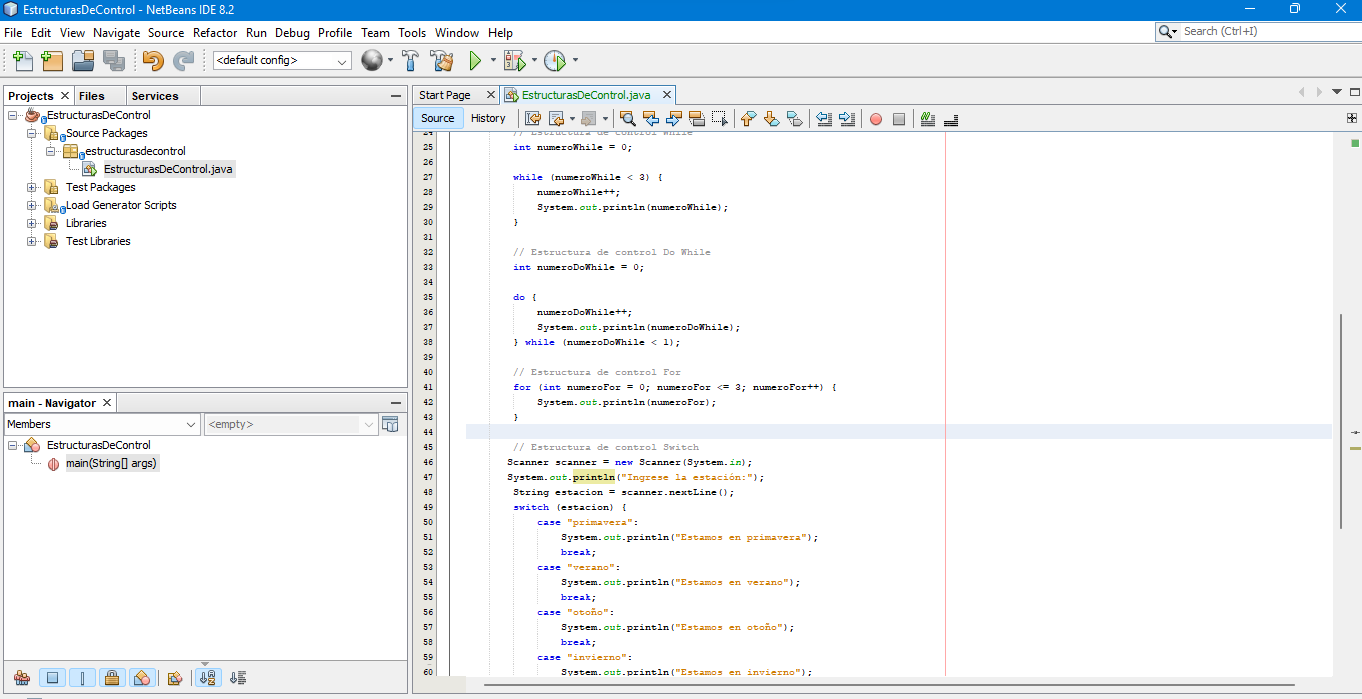 EstructurasDeControl - NetBeans IDE 8.2
File Edit View Navigate Source Refactor Run Debug Profile Team Tools Window Help
Search (Ctrl+I)
<default config>
Projects Files Services
EstructurasDeControl
Source Packages
estructurasdecontrol
EstructurasDeControl.java
Test Packages
Load Generator Scripts
Libraries
Test Libraries
main - Navigator
Members <empty>
EstructurasDeControl
main(String[] args)
Start Page EstructurasDeControl.java
Source History
24 // Estructura de control While
25 int numeroWhile = 0;
26
27 while (numeroWhile < 3) {
28 numeroWhile++;
29 System.out.println(numeroWhile);
30 }
31
32 // Estructura de control Do While
33 int numeroDoWhile = 0;
34
35 do {
36 numeroDoWhile++;
37 System.out.println(numeroDoWhile);
38 } while (numeroDoWhile < 1);
39
40 // Estructura de control For
41 for (int numeroFor = 0; numeroFor <= 3; numeroFor++) {
42 System.out.println(numeroFor);
43 }
44
45 // Estructura de control Switch
46 Scanner scanner = new Scanner(System.in);
47 System.out.println("Ingrese la estación:");
48 String estacion = scanner.nextLine();
49 switch (estacion) {
50 case "primavera":
51 System.out.println("Estamos en primavera");
52 break;
53 case "verano":
54 System.out.println("Estamos en verano");
55 break;
56 case "otoño":
57 System.out.println("Estamos en otoño");
58 break;
59 case "invierno":
60 System.out.println("Estamos en invierno");